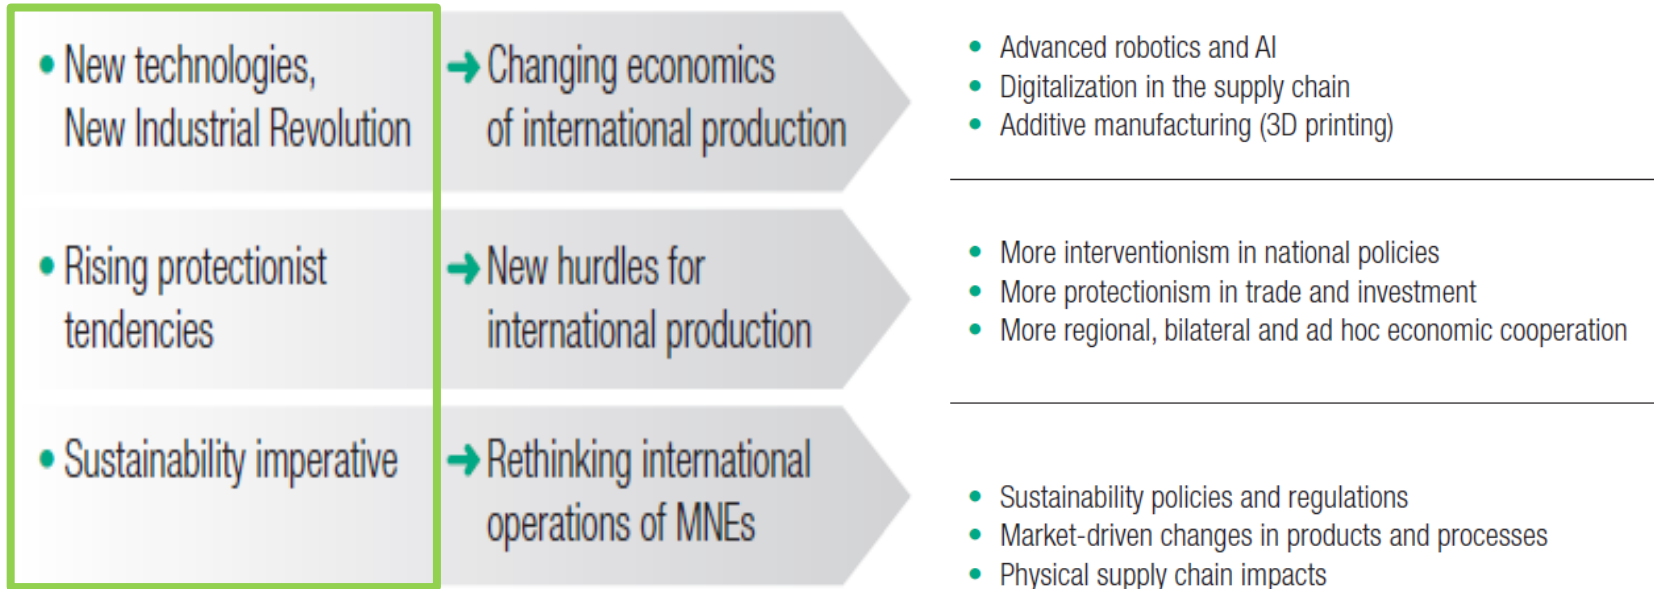 • New technologies,
New Industrial Revolution
➔ Changing economics
of international production
• Advanced robotics and AI
• Digitalization in the supply chain
• Additive manufacturing (3D printing)
• Rising protectionist
tendencies
➔ New hurdles for
international production
• More interventionism in national policies
• More protectionism in trade and investment
• More regional, bilateral and ad hoc economic cooperation
• Sustainability imperative
➔ Rethinking international
operations of MNEs
• Sustainability policies and regulations
• Market-driven changes in products and processes
• Physical supply chain impacts